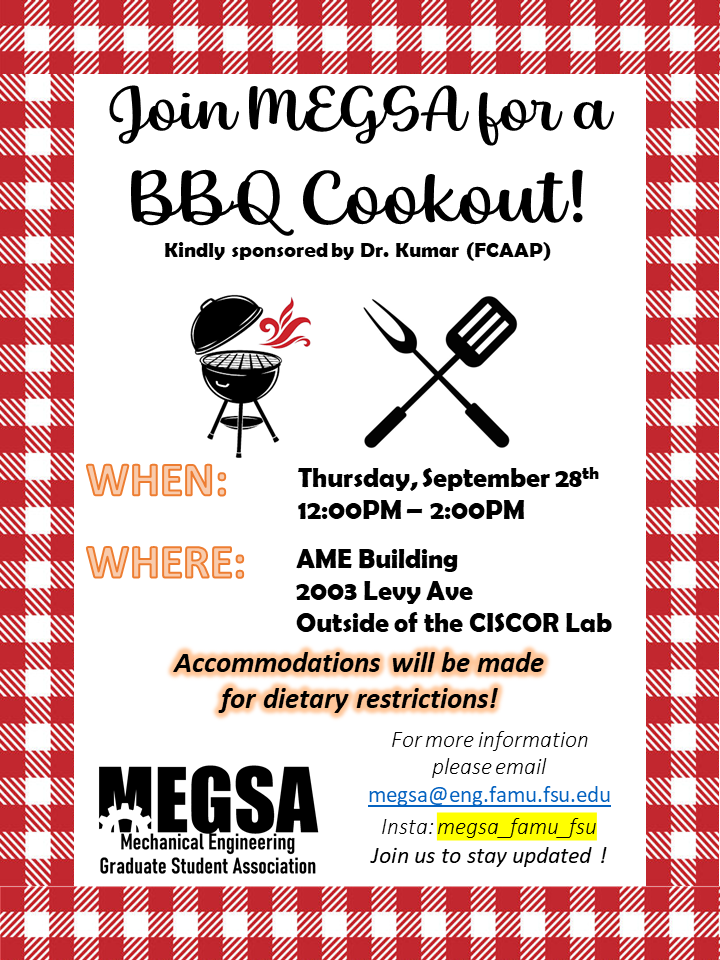 Join MEGSA for a
BBQ Cookout!
Kindly sponsored by Dr. Kumar (FCAAP)
WHEN:
Thursday, September 28th
12:00PM – 2:00PM
WHERE:
AME Building
2003 Levy Ave
Outside of the CISCOR Lab
Accommodations will be made
for dietary restrictions!
For more information
please email
megsa@eng.famu.fsu.edu
Insta: megsa_famu_fsu
Join us to stay updated !
MEGSA
Mechanical Engineering
Graduate Student Association